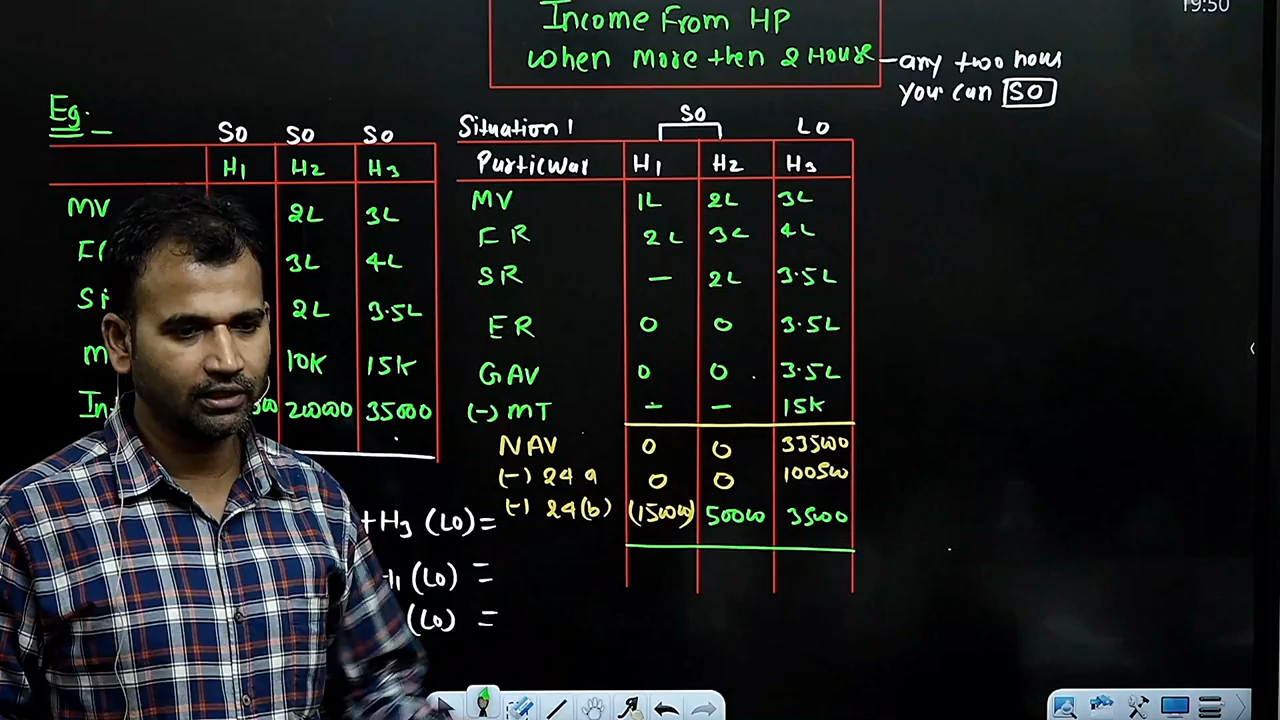 19:50
Income From HP
when more then 2 House - any two hous
you can SO
Eg.
SO SO SO
H1 H2 H3
MV 2L 3L
3L 4L
2L 3.5L
10K 15K
20000 35000
Situation 1 SO LO
Particular H1 H2 H3
MV 1L 2L 3L
FR 2L 3L 4L
SR — 2L 3.5L
ER 0 0 3.5L
GAV 0 0 3.5L
(-) MT — — 15K
NAV 0 0 335000
(-) 24 a 0 0 100500
(-) 24(b) (15000) 50000 35000
+H3 (LO) =
(LO) =
(LO) =